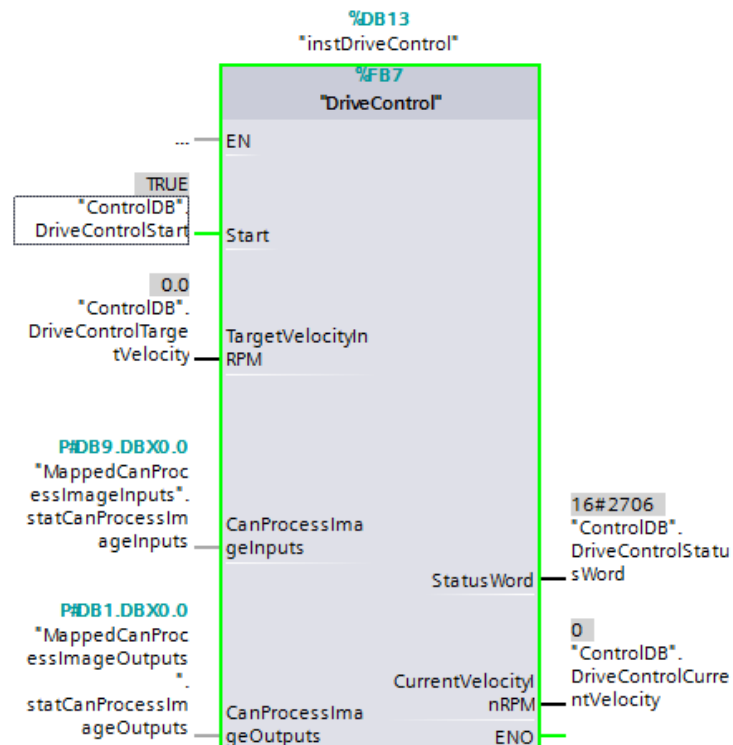 %DB13
"instDriveControl"
%FB7
"DriveControl"
...
EN
TRUE
"ControlDB".
DriveControlStart
Start
0.0
"ControlDB".
DriveControlTarge
tVelocity
TargetVelocityIn
RPM
P#DB9.DBX0.0
"MappedCanProc
essImageInputs".
statCanProcessIm
ageInputs
CanProcessIma
geInputs
16#2706
"ControlDB".
DriveControlStatu
sWord
StatusWord
P#DB1.DBX0.0
"MappedCanProc
essImageOutputs
".
statCanProcessIm
ageOutputs
CanProcessIma
geOutputs
0
"ControlDB".
DriveControlCurre
ntVelocity
CurrentVelocityI
nRPM
ENO